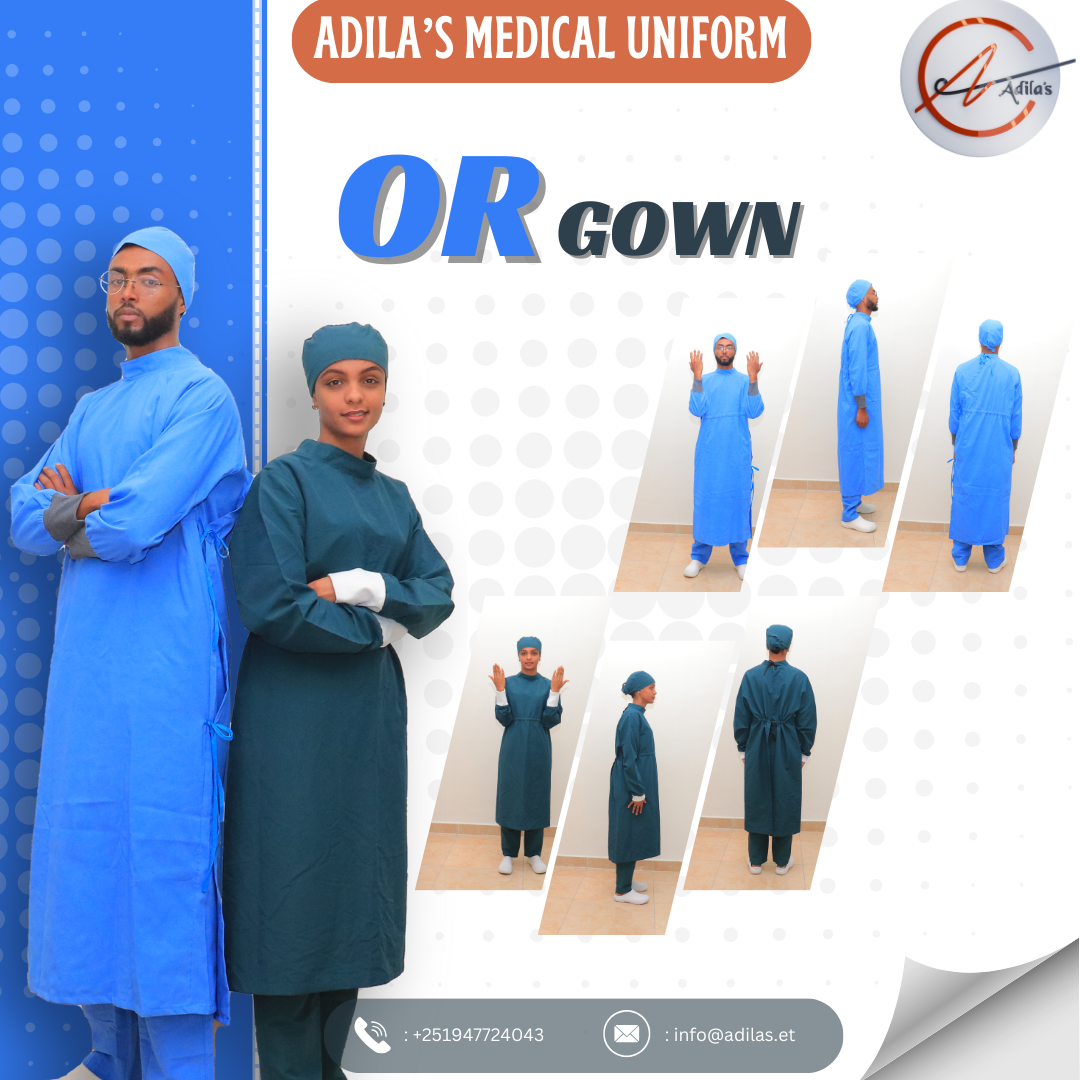 ADILA'S MEDICAL UNIFORM
Adila's
OR GOWN
: +251947724043
: info@adilas.et